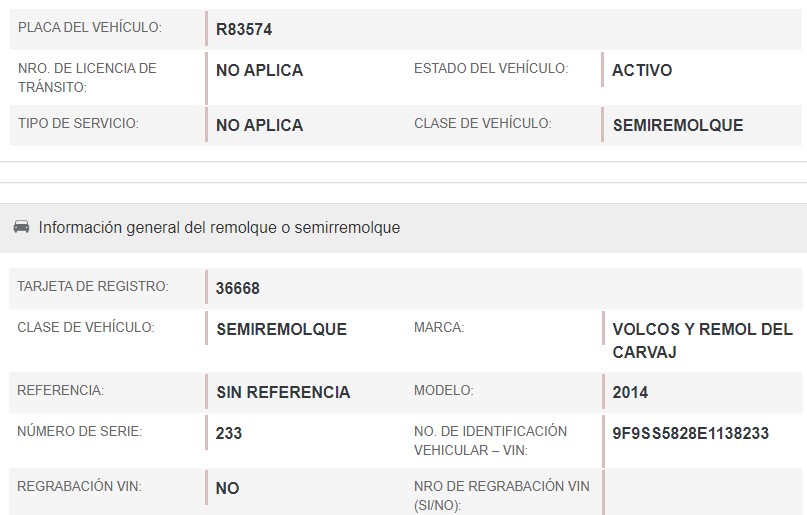 PLACA DEL VEHÍCULO: R83574
NRO. DE LICENCIA DE TRÁNSITO: NO APLICA ESTADO DEL VEHÍCULO: ACTIVO
TIPO DE SERVICIO: NO APLICA CLASE DE VEHÍCULO: SEMIREMOLQUE
Información general del remolque o semirremolque
TARJETA DE REGISTRO: 36668
CLASE DE VEHÍCULO: SEMIREMOLQUE MARCA: VOLCOS Y REMOL DEL CARVAJ
REFERENCIA: SIN REFERENCIA MODELO: 2014
NÚMERO DE SERIE: 233 NO. DE IDENTIFICACIÓN VEHICULAR – VIN: 9F9SS5828E1138233
REGRABACIÓN VIN: NO NRO DE REGRABACIÓN VIN (SI/NO):